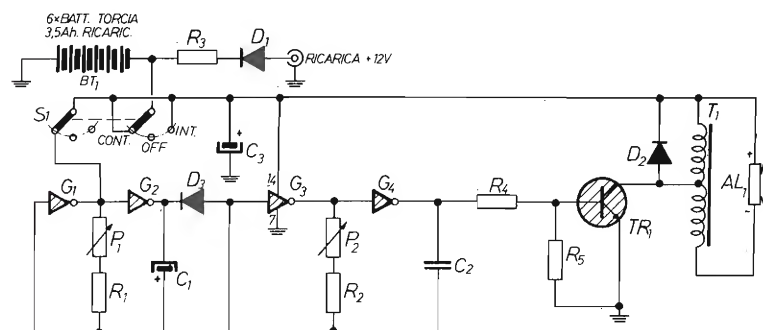 6×BATT. TORCIA
3,5Ah. RICARIC.
BT1
R3
D1
RICARICA +12V
S1
CONT.
OFF
INT.
+
C3
14
7
G1
G2
D3
G3
G4
R4
D2
T1
+
AL1
-
TR1
P1
P2
R5
R1
+
C1
R2
C2